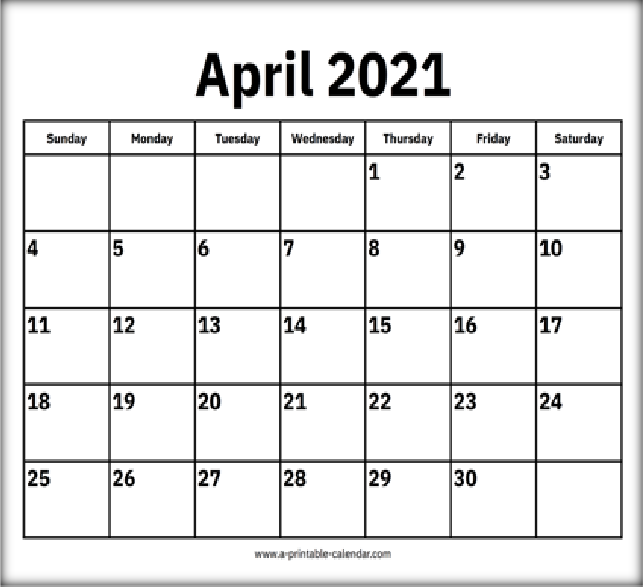 April 2021
Sunday Monday Tuesday Wednesday Thursday Friday Saturday
1 2 3
4 5 6 7 8 9 10
11 12 13 14 15 16 17
18 19 20 21 22 23 24
25 26 27 28 29 30
www.a-printable-calendar.com